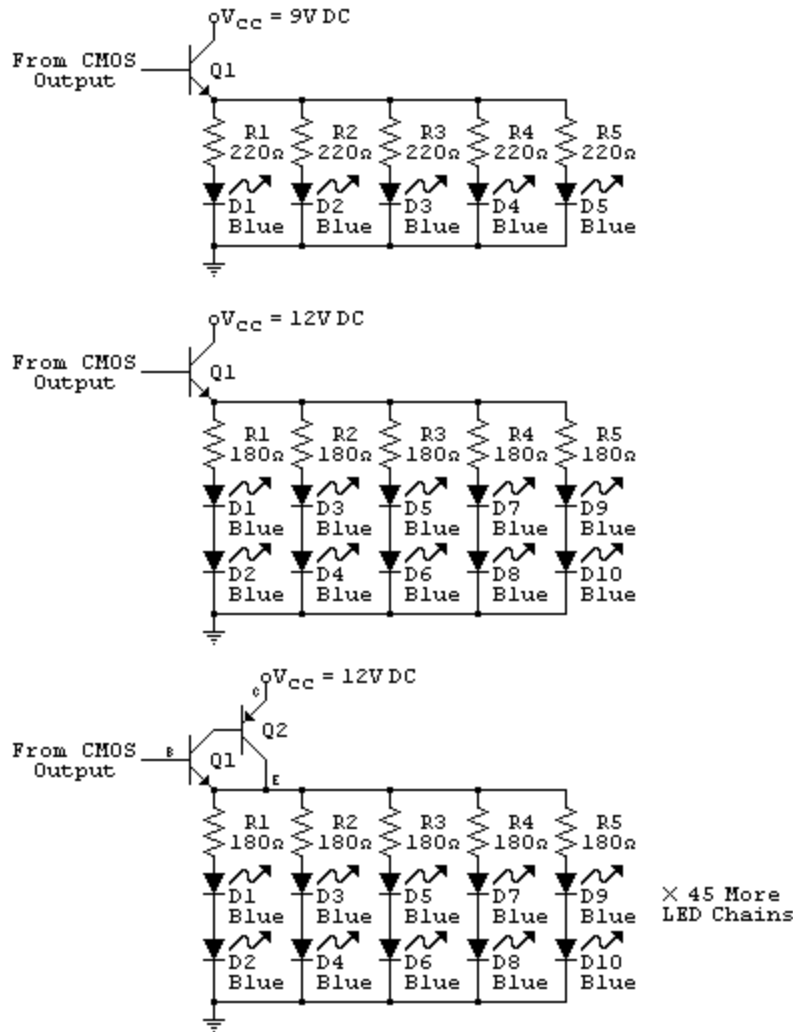 VCC = 9V DC
From CMOS
Output
Q1
R1 R2 R3 R4 R5
220Ω 220Ω 220Ω 220Ω 220Ω
D1 D2 D3 D4 D5
Blue Blue Blue Blue Blue
VCC = 12V DC
From CMOS
Output
Q1
R1 R2 R3 R4 R5
180Ω 180Ω 180Ω 180Ω 180Ω
D1 D3 D5 D7 D9
Blue Blue Blue Blue Blue
D2 D4 D6 D8 D10
Blue Blue Blue Blue Blue
VCC = 12V DC
C
Q2
From CMOS
Output
B
Q1
E
R1 R2 R3 R4 R5
180Ω 180Ω 180Ω 180Ω 180Ω
D1 D3 D5 D7 D9
Blue Blue Blue Blue Blue
× 45 More
LED Chains
D2 D4 D6 D8 D10
Blue Blue Blue Blue Blue